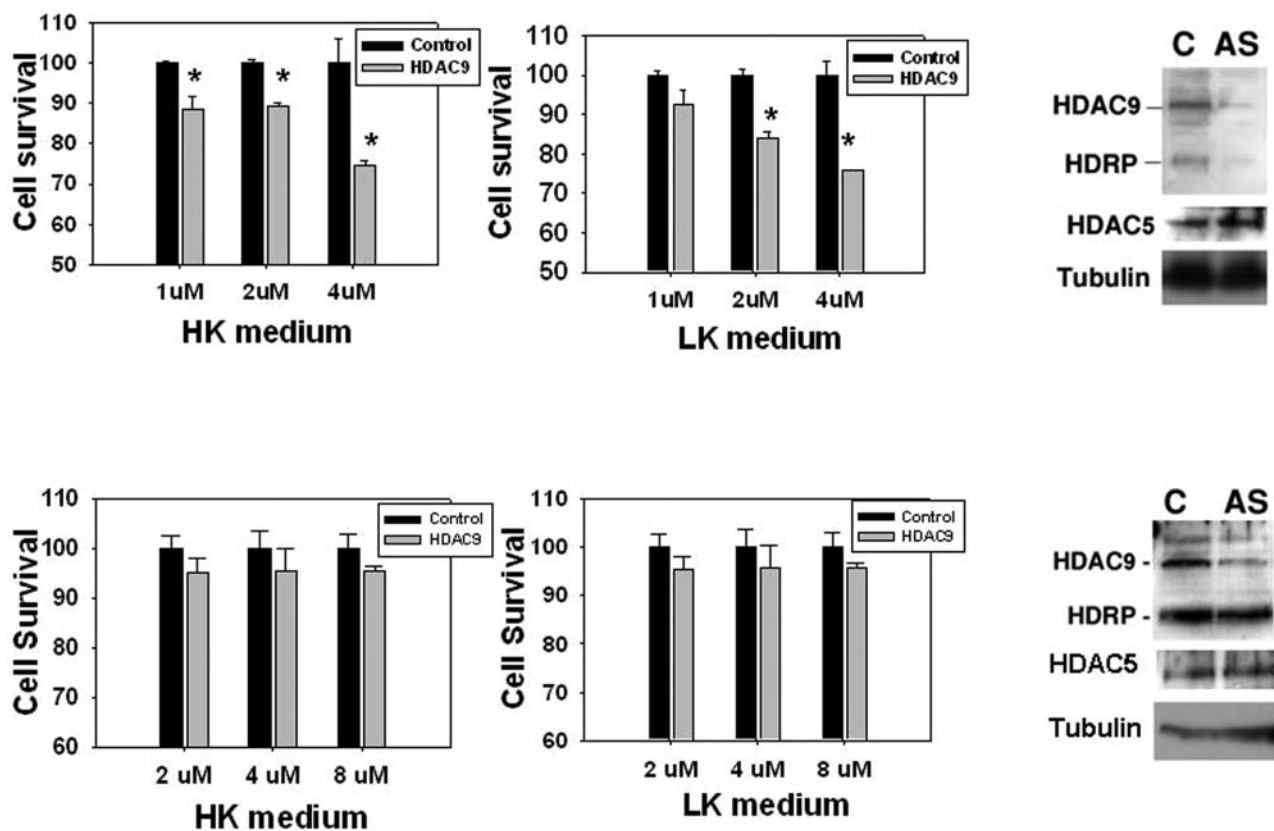 110
100
90
80
70
60
50
Cell survival
Control
HDAC9
*
*
*
1uM 2uM 4uM
HK medium
110
100
90
80
70
60
50
Cell survival
Control
HDAC9
*
*
1uM 2uM 4uM
LK medium
C AS
HDAC9
HDRP
HDAC5
Tubulin
110
100
90
80
70
60
Cell Survival
Control
HDAC9
2 uM 4 uM 8 uM
HK medium
110
100
90
80
70
60
Cell Survival
Control
HDAC9
2 uM 4 uM 8 uM
LK medium
C AS
HDAC9 -
HDRP -
HDAC5
Tubulin